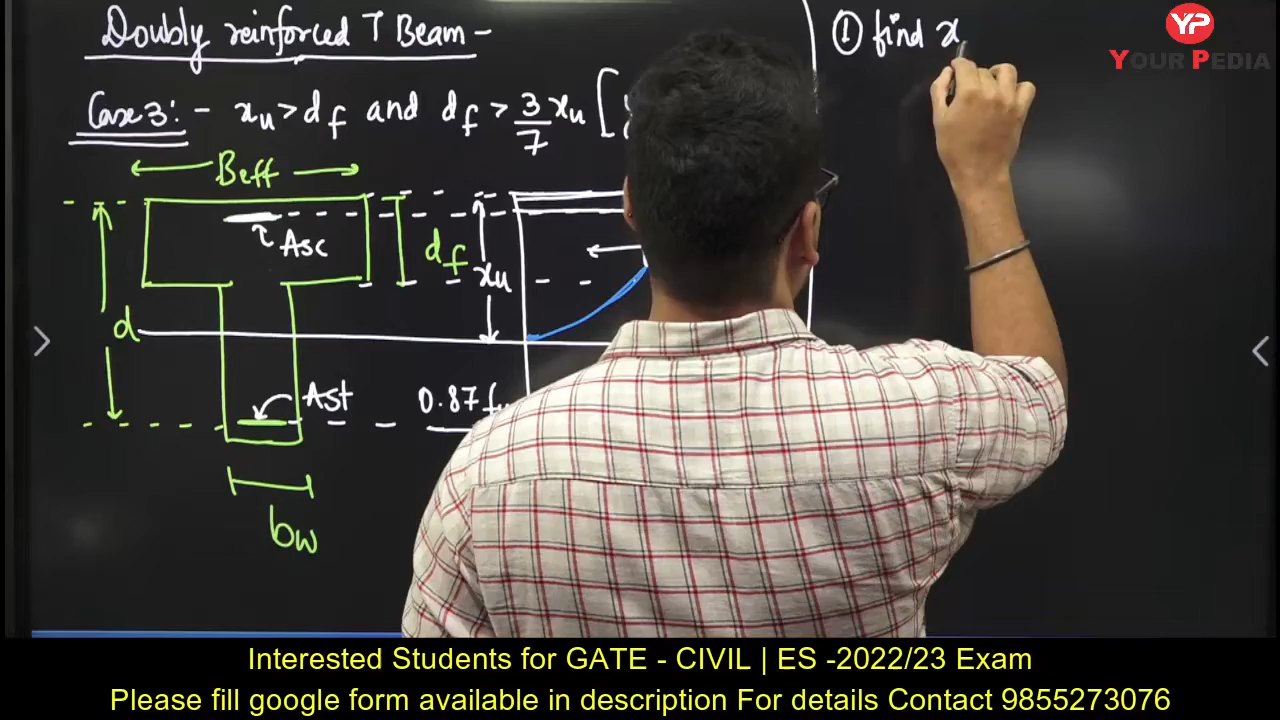 Doubly reinforced T Beam -
Case 3: - xu > df and df > 3/7 xu [
① find x
YP
YOUR PEDIA
Beff
Asc
df
xu
d
Ast
0.87 f
bw
Interested Students for GATE - CIVIL | ES -2022/23 Exam
Please fill google form available in description For details Contact 9855273076